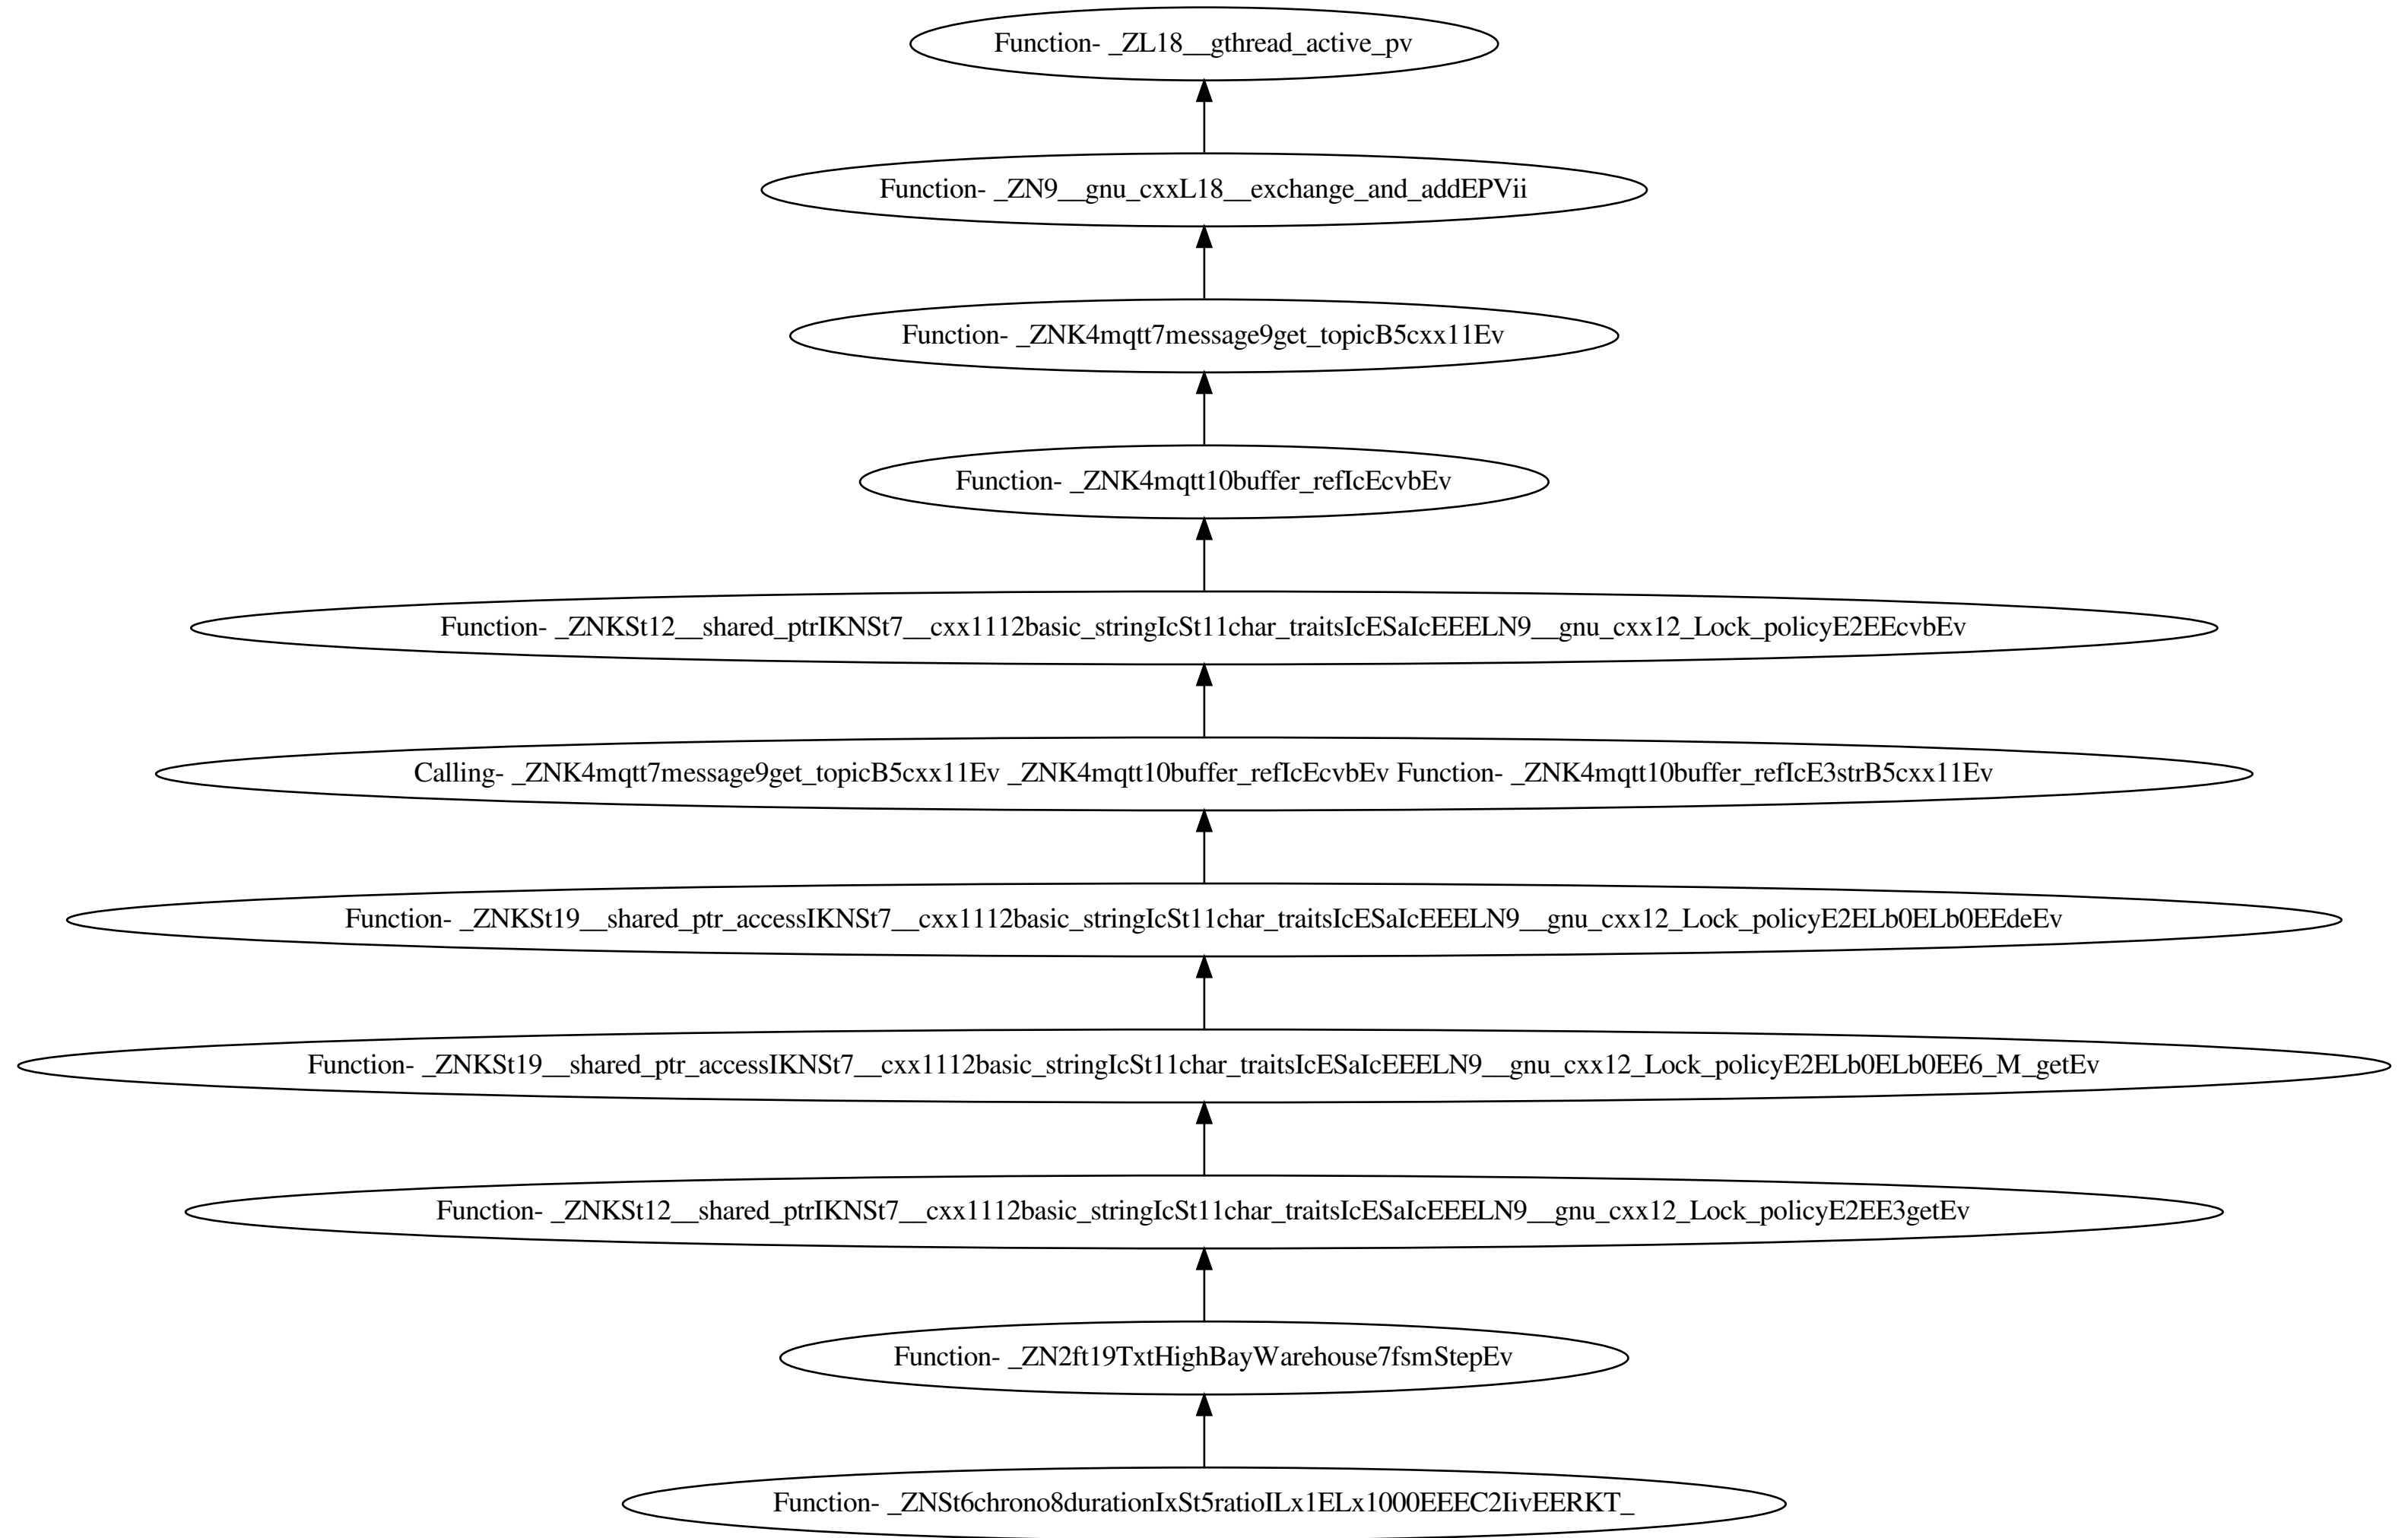 Function- _ZL18__gthread_active_pv
Function- _ZN9__gnu_cxxL18__exchange_and_addEPVii
Function- _ZNK4mqtt7message9get_topicB5cxx11Ev
Function- _ZNK4mqtt10buffer_refIcEcvbEv
Function- _ZNKSt12__shared_ptrIKNSt7__cxx1112basic_stringIcSt11char_traitsIcESaIcEEELN9__gnu_cxx12_Lock_policyE2EEcvbEv
Calling- _ZNK4mqtt7message9get_topicB5cxx11Ev _ZNK4mqtt10buffer_refIcEcvbEv Function- _ZNK4mqtt10buffer_refIcE3strB5cxx11Ev
Function- _ZNKSt19__shared_ptr_accessIKNSt7__cxx1112basic_stringIcSt11char_traitsIcESaIcEEELN9__gnu_cxx12_Lock_policyE2ELb0ELb0EEdeEv
Function- _ZNKSt19__shared_ptr_accessIKNSt7__cxx1112basic_stringIcSt11char_traitsIcESaIcEEELN9__gnu_cxx12_Lock_policyE2ELb0ELb0EE6_M_getEv
Function- _ZNKSt12__shared_ptrIKNSt7__cxx1112basic_stringIcSt11char_traitsIcESaIcEEELN9__gnu_cxx12_Lock_policyE2EE3getEv
Function- _ZN2ft19TxtHighBayWarehouse7fsmStepEv
Function- _ZNSt6chrono8durationIxSt5ratioILx1ELx1000EEEC2IivEERKT_